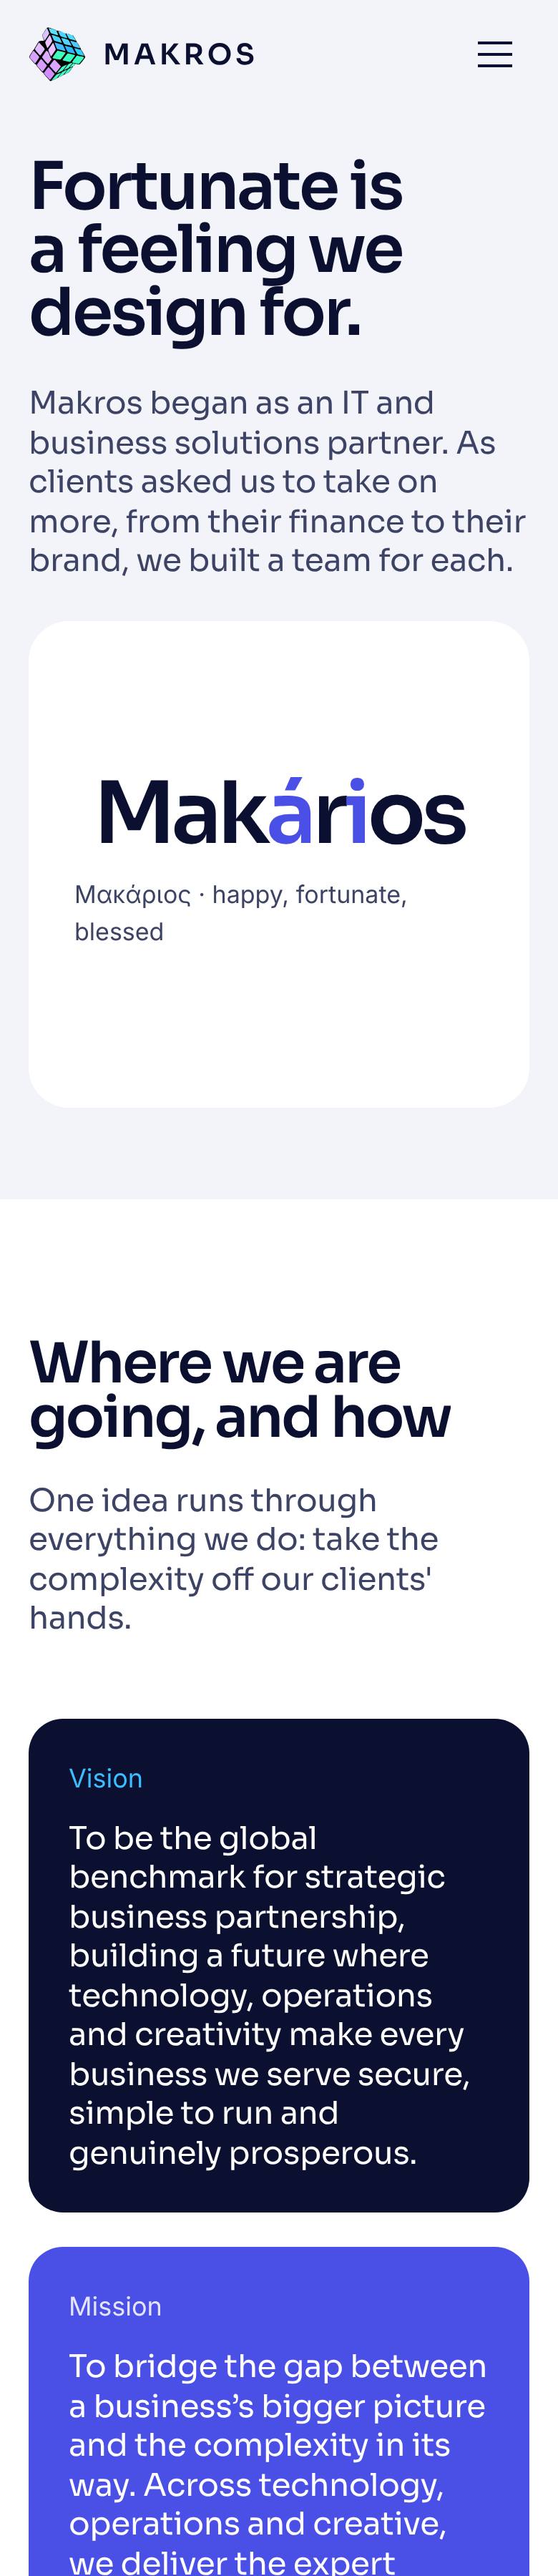 MAKROS
Fortunate is
a feeling we
design for.
Makros began as an IT and
business solutions partner. As
clients asked us to take on
more, from their finance to their
brand, we built a team for each.
Makários
Μακάριος · happy, fortunate,
blessed
Where we are
going, and how
One idea runs through
everything we do: take the
complexity off our clients'
hands.
Vision
To be the global
benchmark for strategic
business partnership,
building a future where
technology, operations
and creativity make every
business we serve secure,
simple to run and
genuinely prosperous.
Mission
To bridge the gap between
a business’s bigger picture
and the complexity in its
way. Across technology,
operations and creative,
we deliver the expert